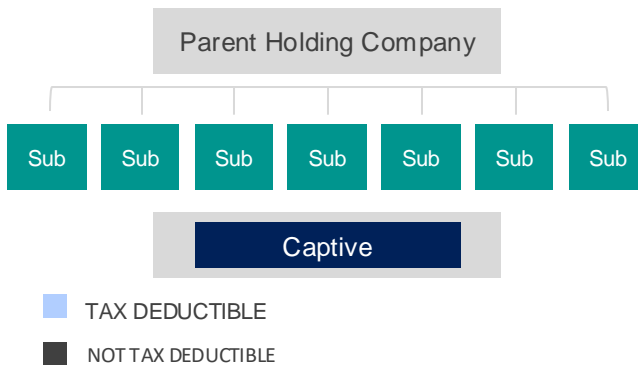 Parent Holding Company
Sub Sub Sub Sub Sub Sub Sub
Captive
TAX DEDUCTIBLE
NOT TAX DEDUCTIBLE